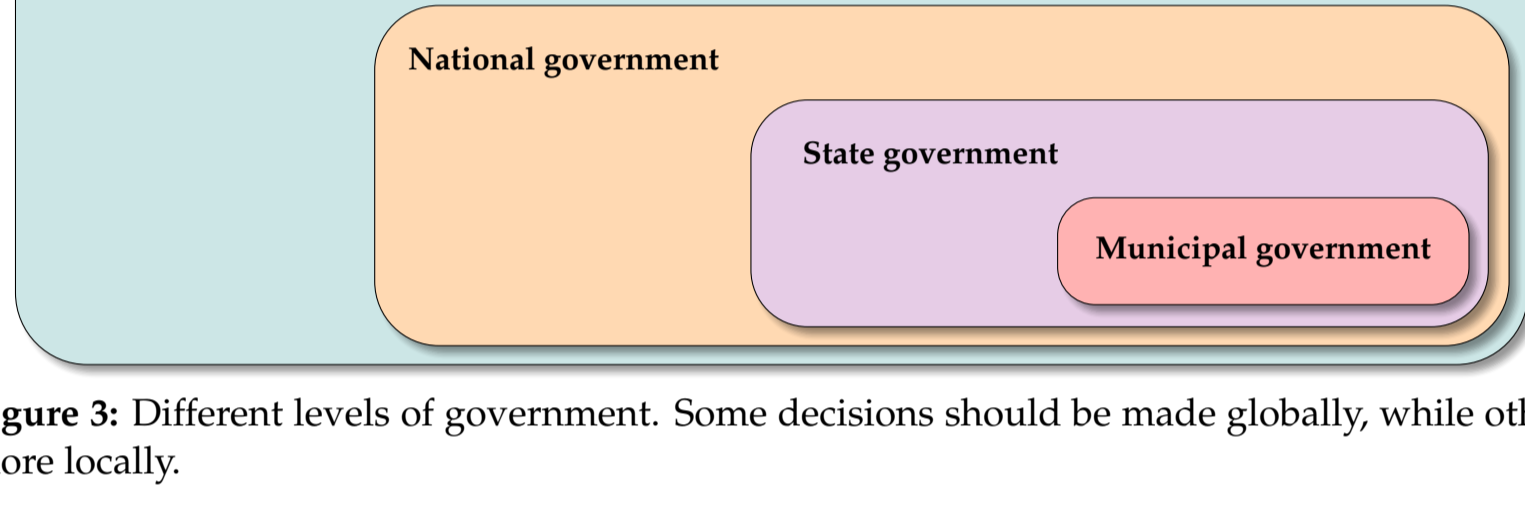 National government
State government
Municipal government
gure 3: Different levels of government. Some decisions should be made globally, while
ore locally.